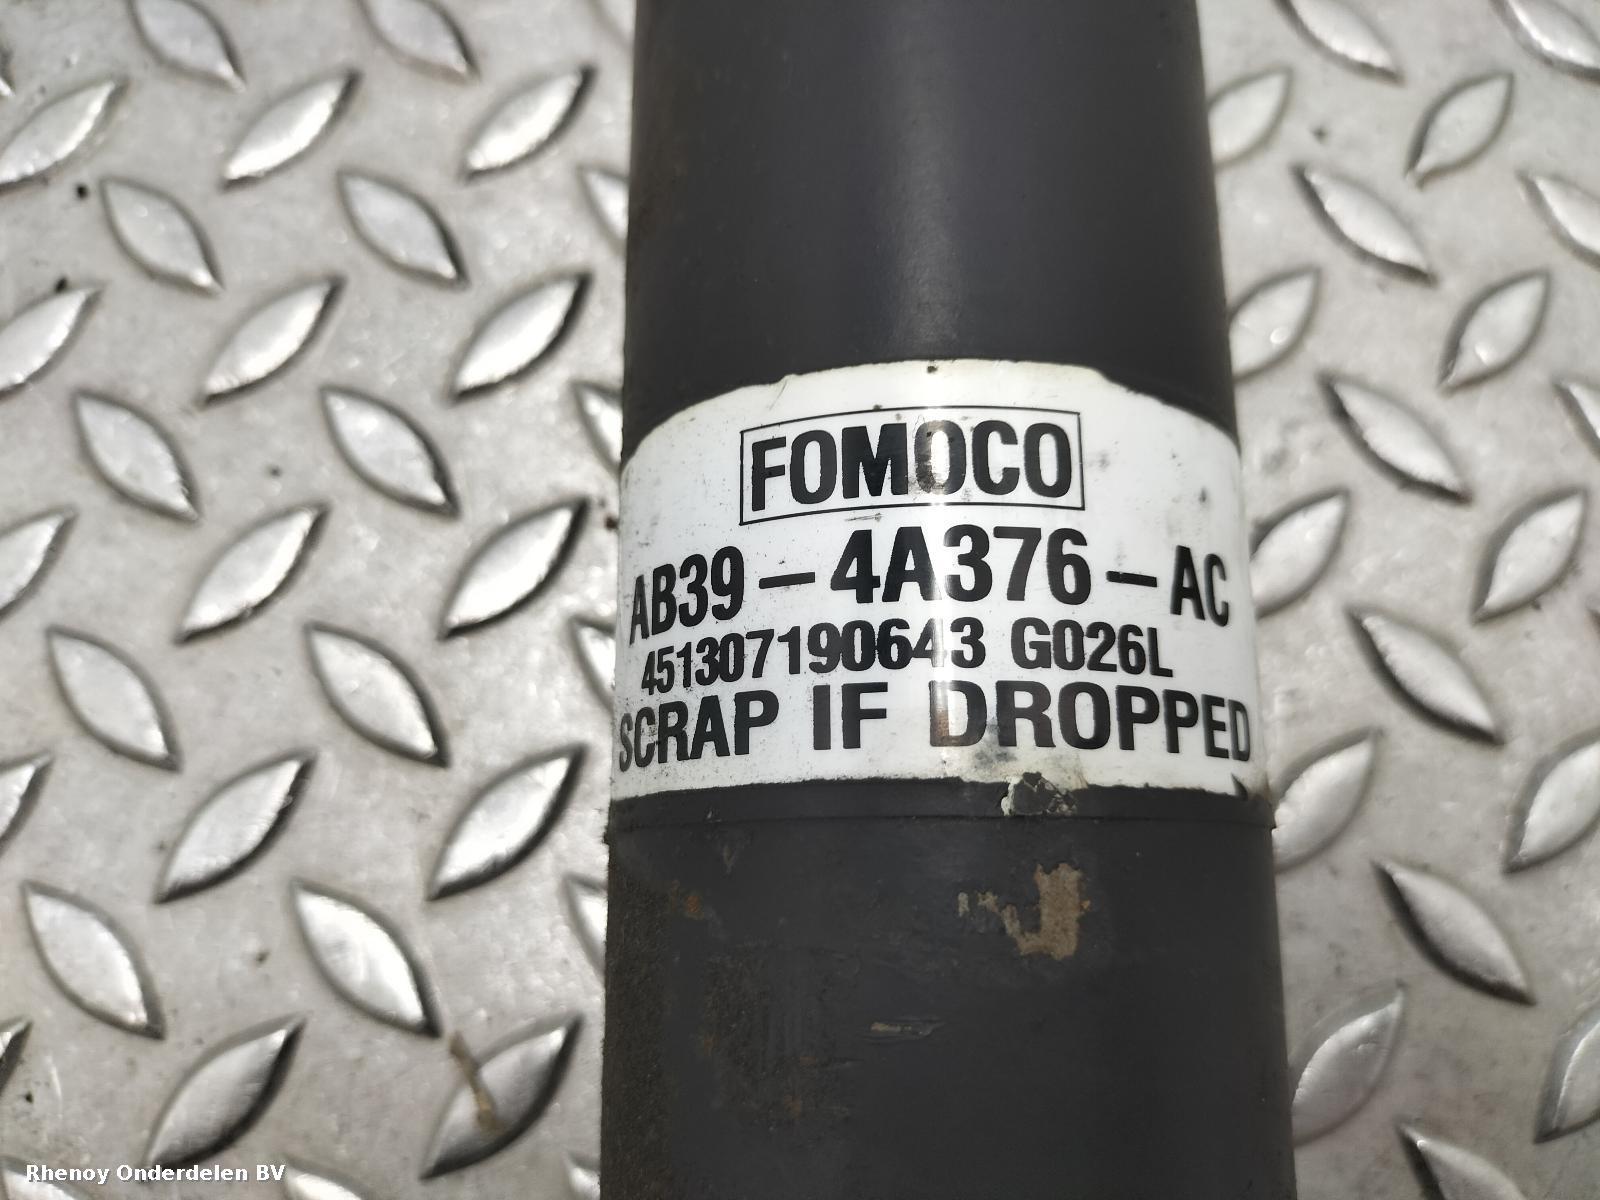 FOMOCO
AB39-4A376-AC
451307190643 G026L
SCRAP IF DROPPED
Rhenoy Onderdelen BV